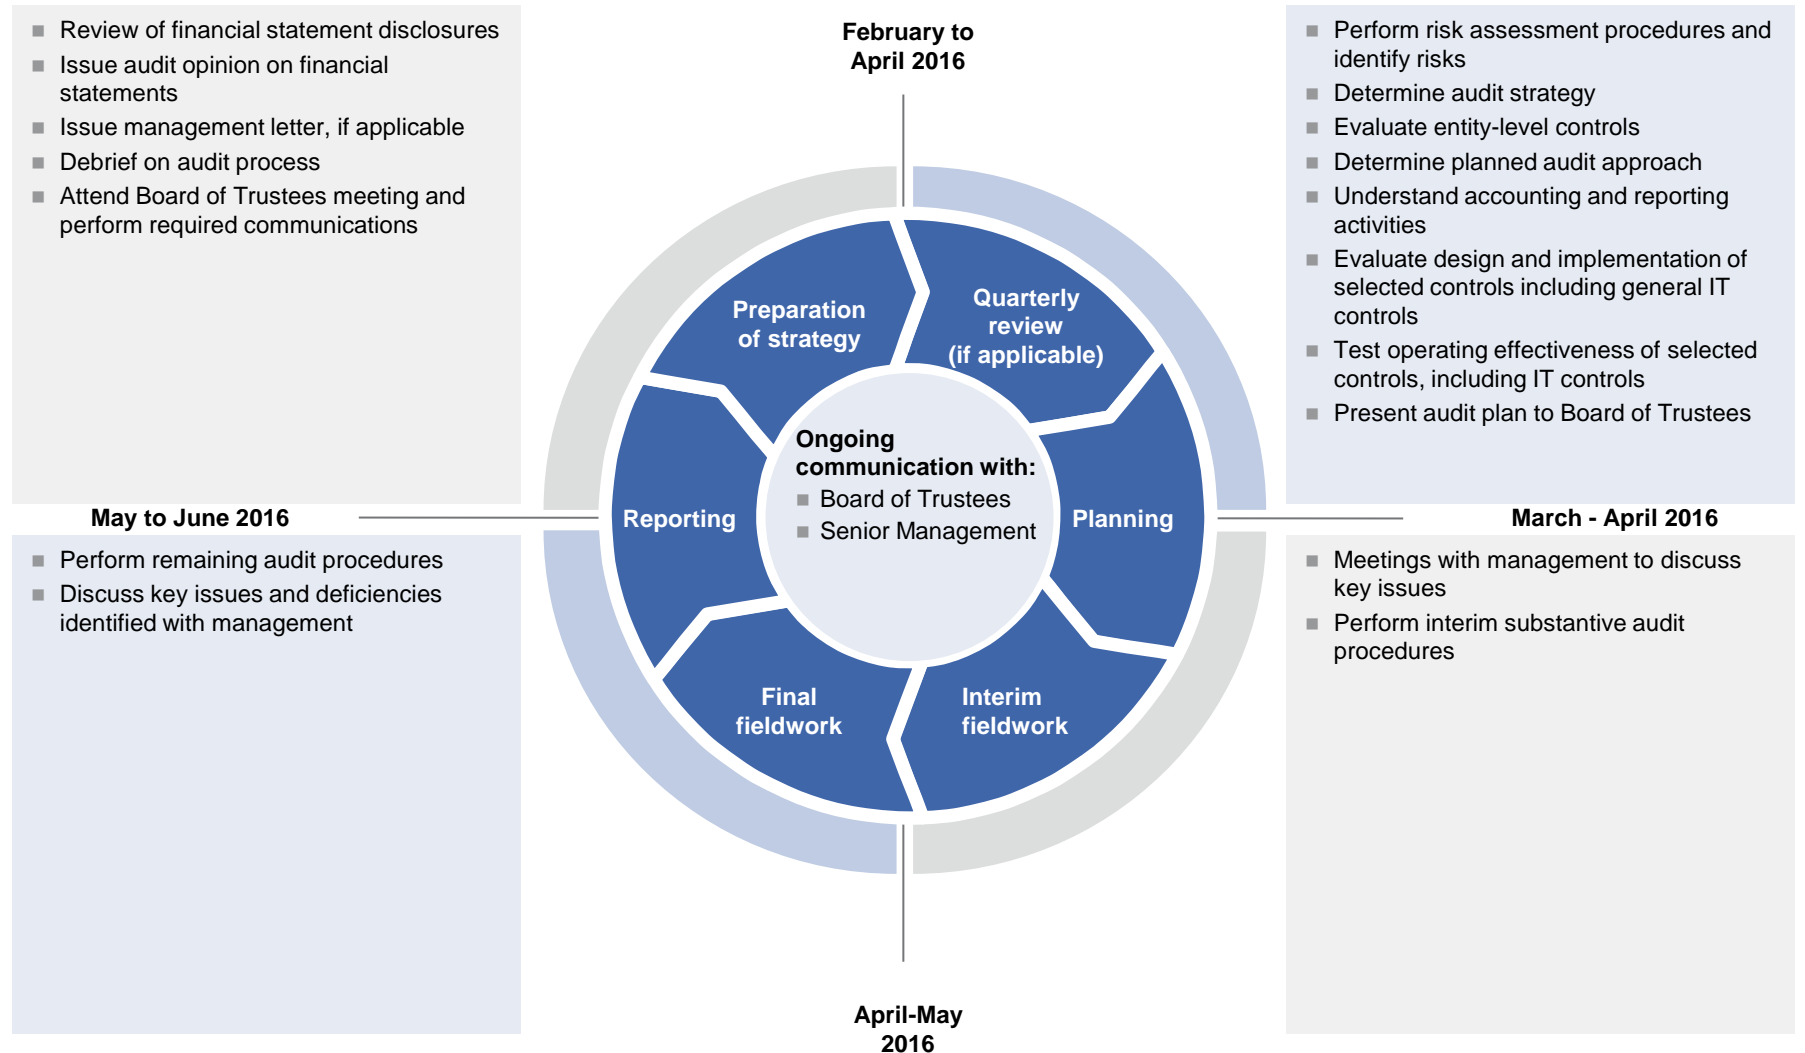 Review of financial statement disclosures
Issue audit opinion on financial
statements
Issue management letter, if applicable
Debrief on audit process
Attend Board of Trustees meeting and
perform required communications
February to
April 2016
Perform risk assessment procedures and
identify risks
Determine audit strategy
Evaluate entity-level controls
Determine planned audit approach
Understand accounting and reporting
activities
Evaluate design and implementation of
selected controls including general IT
controls
Test operating effectiveness of selected
controls, including IT controls
Present audit plan to Board of Trustees
Preparation
of strategy
Quarterly
review
(if applicable)
Ongoing
communication with:
Board of Trustees
Senior Management
Reporting
Planning
Final
fieldwork
Interim
fieldwork
May to June 2016
March - April 2016
Perform remaining audit procedures
Discuss key issues and deficiencies
identified with management
Meetings with management to discuss
key issues
Perform interim substantive audit
procedures
April-May
2016